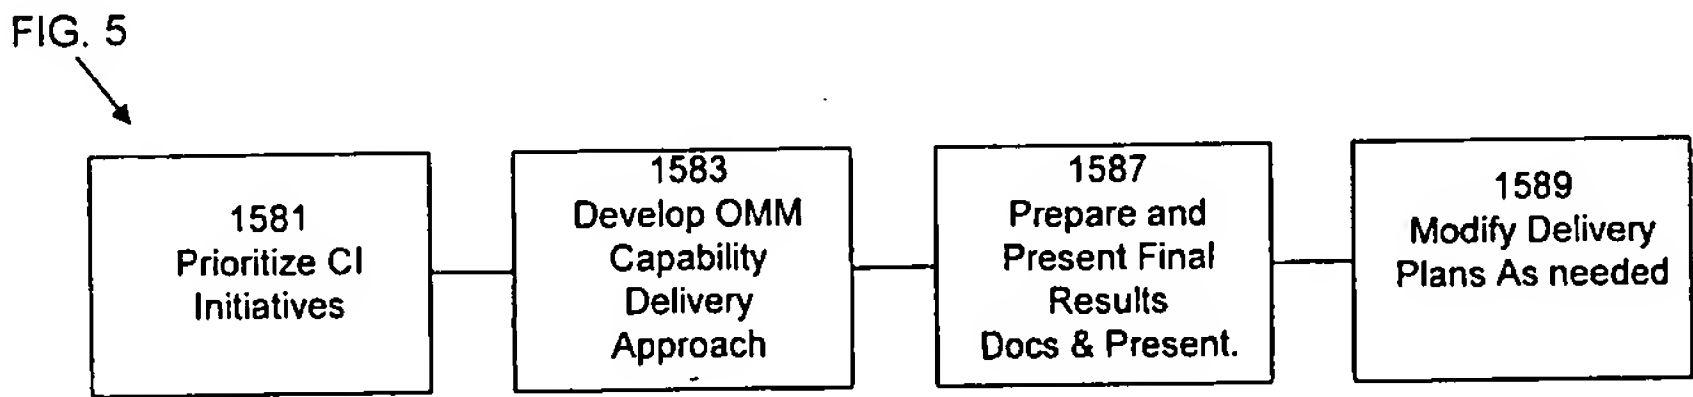 FIG. 5
1581
Prioritize CI
Initiatives
1583
Develop OMM
Capability
Delivery
Approach
1587
Prepare and
Present Final
Results
Docs & Present.
1589
Modify Delivery
Plans As needed